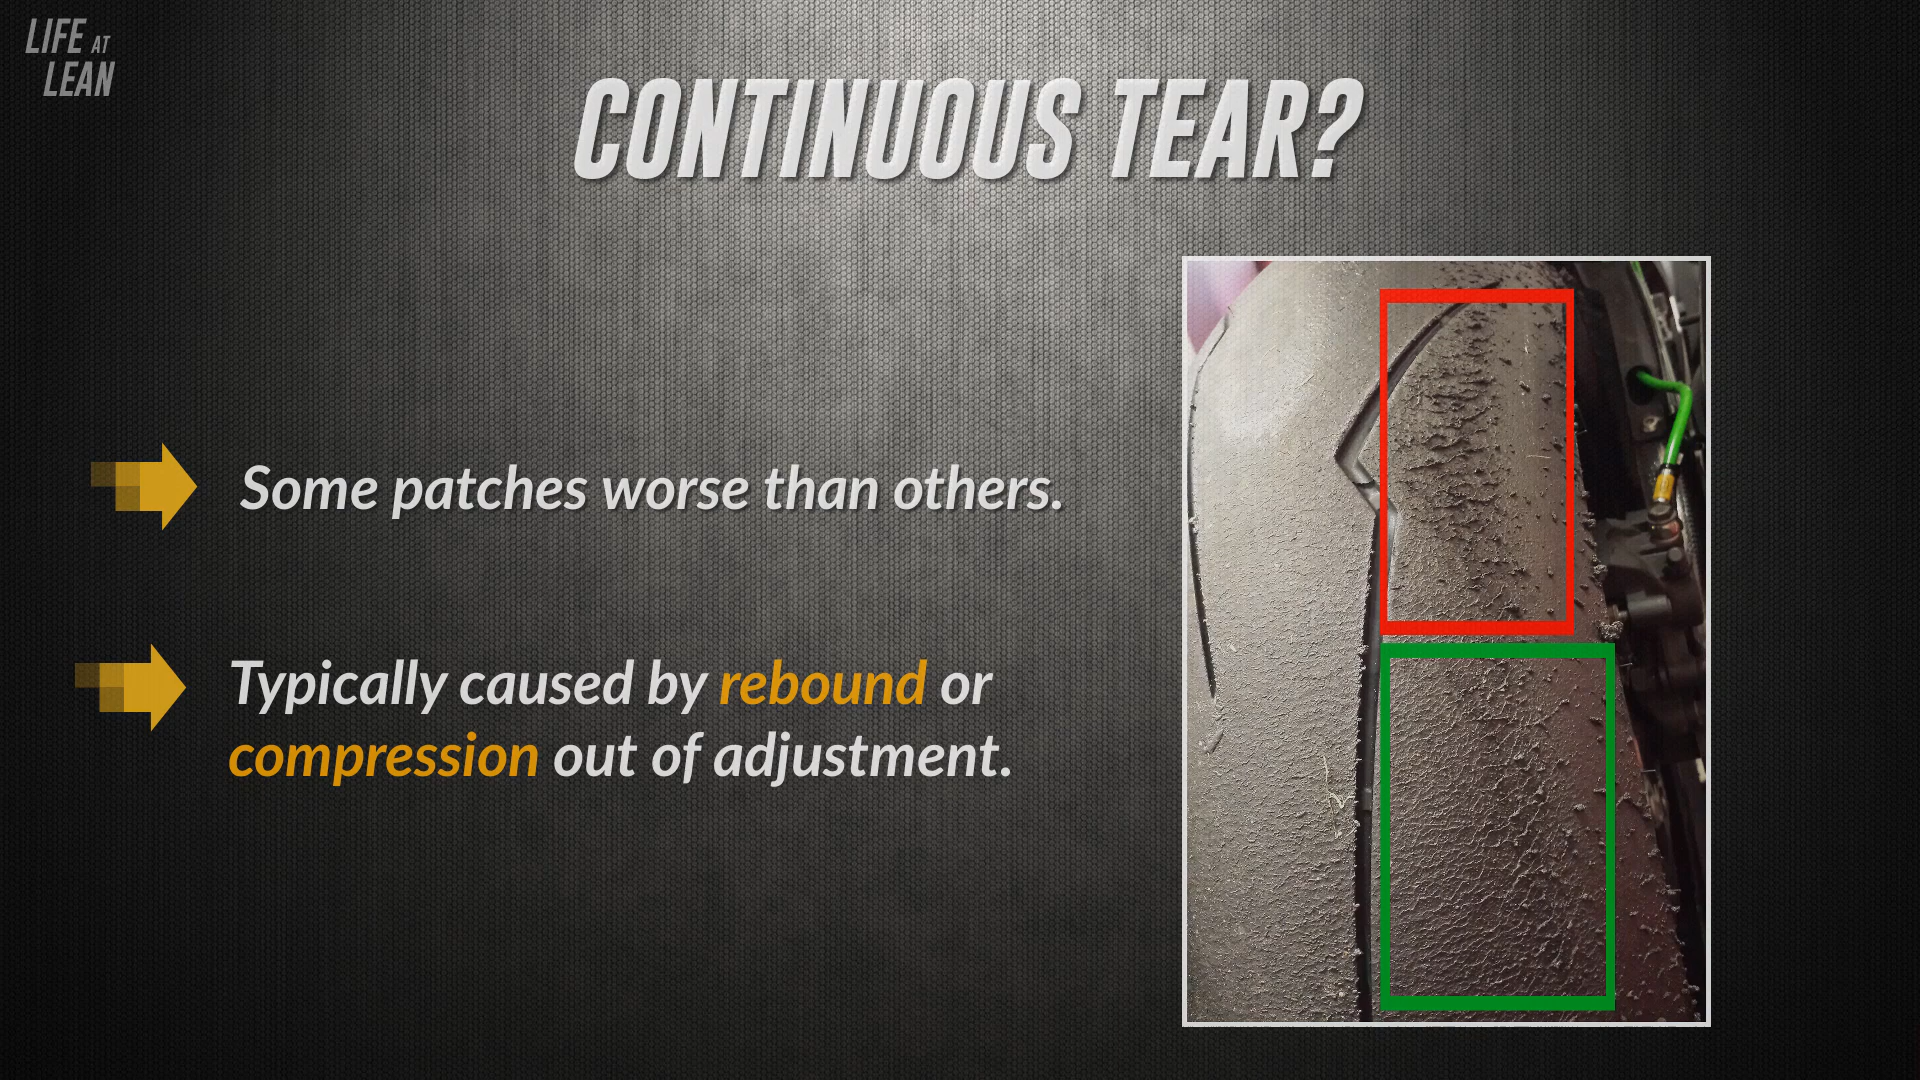 LIFE AT
LEAN
CONTINUOUS TEAR?
Some patches worse than others.
Typically caused by rebound or
compression out of adjustment.